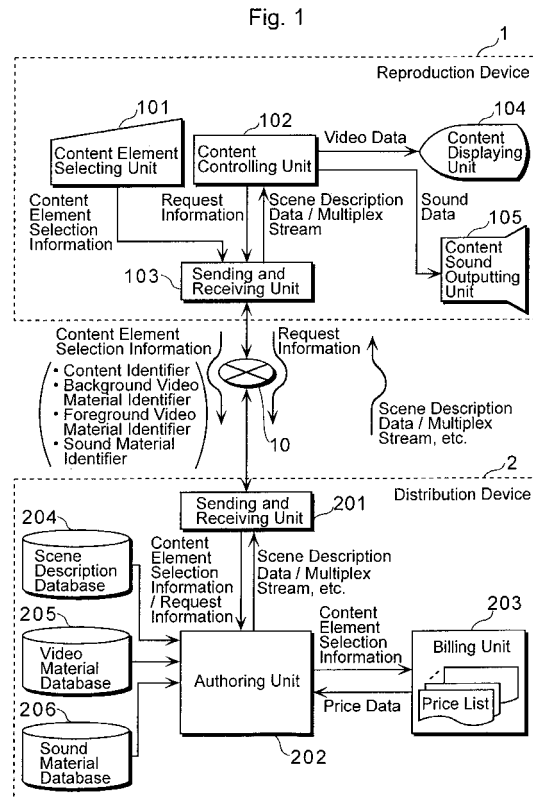 Fig. 1
1
Reproduction Device
101
Content Element
Selecting Unit
102
Content
Controlling Unit
Video Data
104
Content
Displaying
Unit
Sound
Data
105
Content
Sound
Outputting
Unit
Content
Element
Selection
Information
Request
Information
Scene Description
Data / Multiplex
Stream
103
Sending and
Receiving Unit
Content Element
Selection Information
• Content Identifier
• Background Video
Material Identifier
• Foreground Video
Material Identifier
• Sound Material
Identifier
Request
Information
10
Scene Description
Data / Multiplex
Stream, etc.
2
Distribution Device
Sending and
Receiving Unit
201
204
Scene
Description
Database
205
Video
Material
Database
206
Sound
Material
Database
Content
Element
Selection
Information
/ Request
Information
Scene Description
Data / Multiplex
Stream, etc.
Authoring Unit
202
Content
Element
Selection
Information
Price Data
203
Billing Unit
Price List